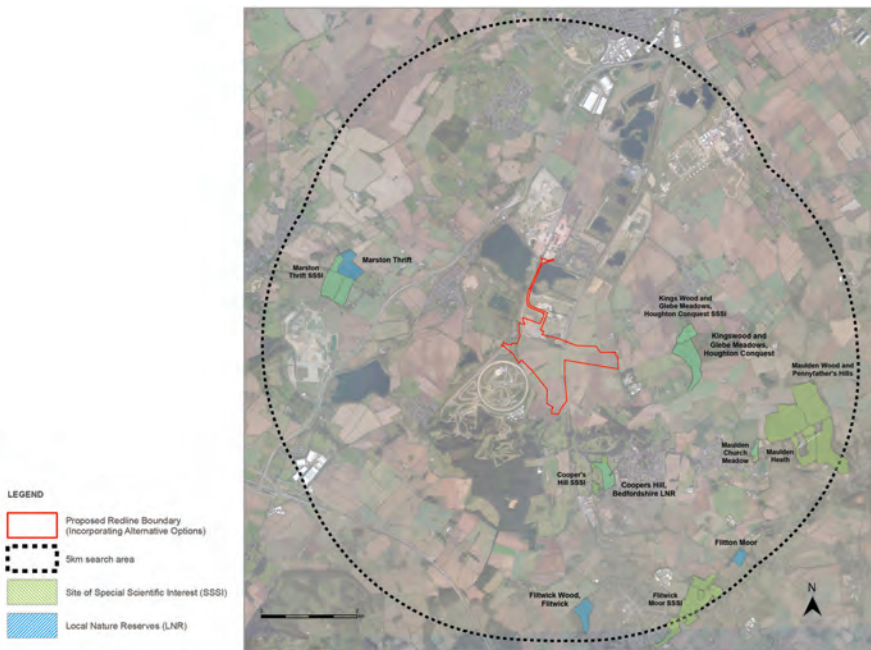 Marston
Thrift SSSI
Marston Thrift
Kings Wood and
Glebe Meadows,
Houghton Conquest SSSI
Kingswood and
Glebe Meadows,
Houghton Conquest
Maulden Wood and
Pennyfather's Hills
Maulden
Church
Meadow
Maulden
Heath
Cooper's
Hill SSSI
Coopers Hill,
Bedfordshire LNR
Flitton Moor
Flitwick Wood,
Flitwick
Flitwick
Moor SSSI
N
LEGEND
Proposed Redline Boundary
(Incorporating Alternative Options)
5km search area
Site of Special Scientific Interest (SSSI)
Local Nature Reserves (LNR)